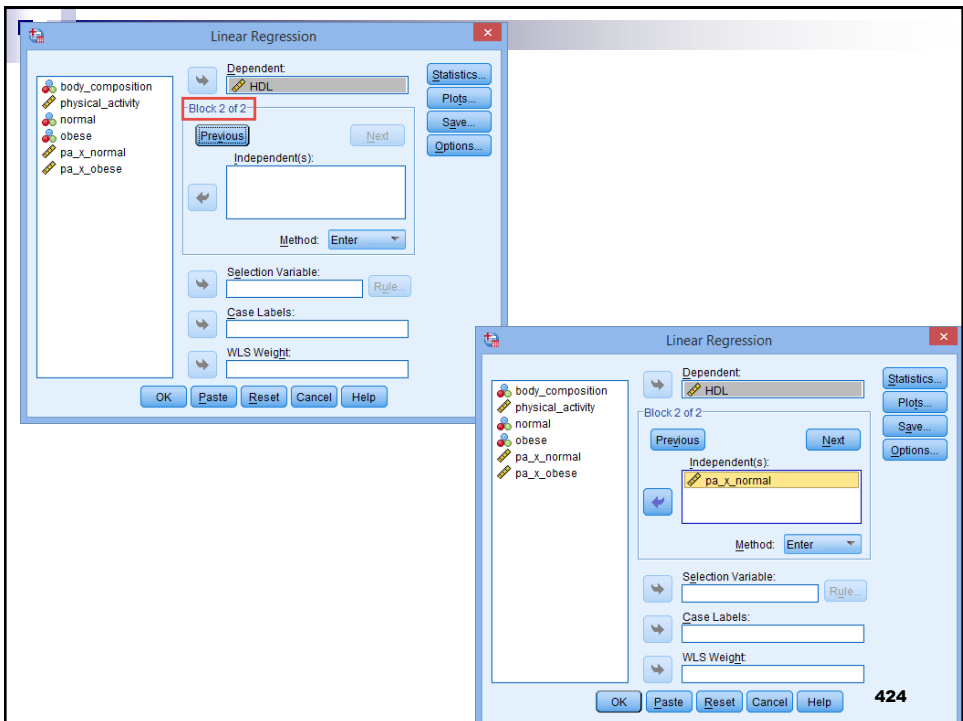 Linear Regression
body_composition
physical_activity
normal
obese
pa_x_normal
pa_x_obese
Dependent:
HDL
Block 2 of 2
Previous
Next
Independent(s):
Method: Enter
Selection Variable:
Rule...
Case Labels:
WLS Weight:
Statistics...
Plots...
Save...
Options...
OK Paste Reset Cancel Help
Linear Regression
body_composition
physical_activity
normal
obese
pa_x_normal
pa_x_obese
Dependent:
HDL
Block 2 of 2
Previous
Next
Independent(s):
pa_x_normal
Method: Enter
Selection Variable:
Rule...
Case Labels:
WLS Weight:
Statistics...
Plots...
Save...
Options...
OK Paste Reset Cancel Help
424